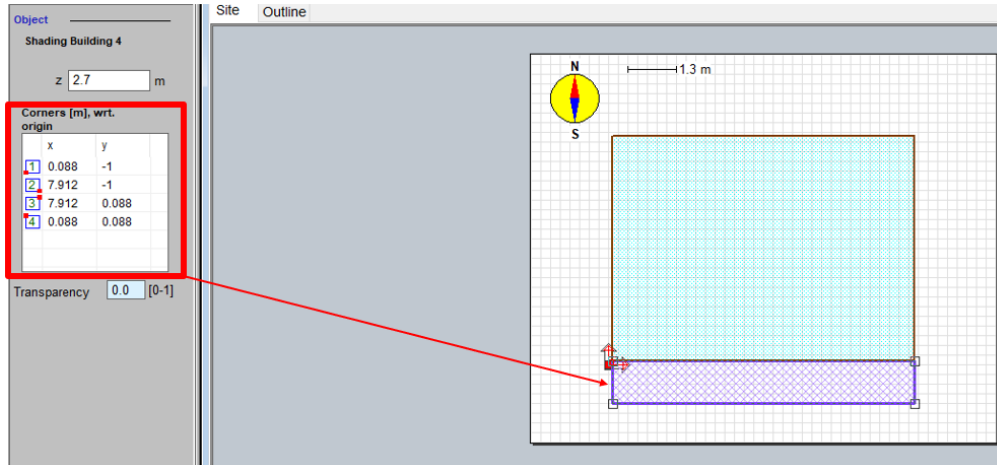 Site Outline
Object
Shading Building 4
z 2.7 m
Corners [m], wrt.
origin
x y
1 0.088 -1
2 7.912 -1
3 7.912 0.088
4 0.088 0.088
Transparency 0.0 [0-1]
N
S
1.3 m